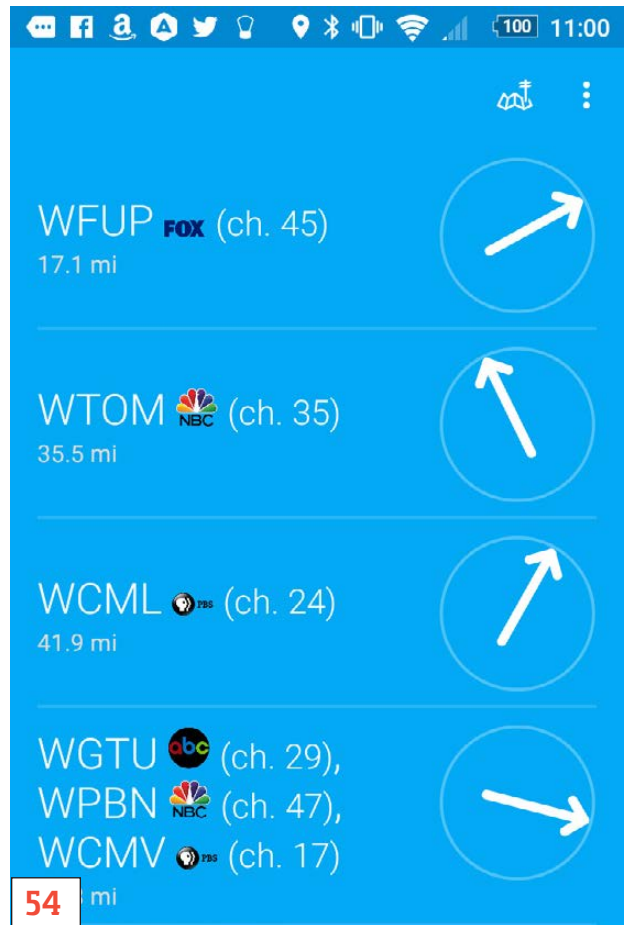 100 11:00
WFUP FOX (ch. 45)
17.1 mi
WTOM NBC (ch. 35)
35.5 mi
WCML PBS (ch. 24)
41.9 mi
WGTU abc (ch. 29),
WPBN NBC (ch. 47),
WCMV PBS (ch. 17)
54 mi